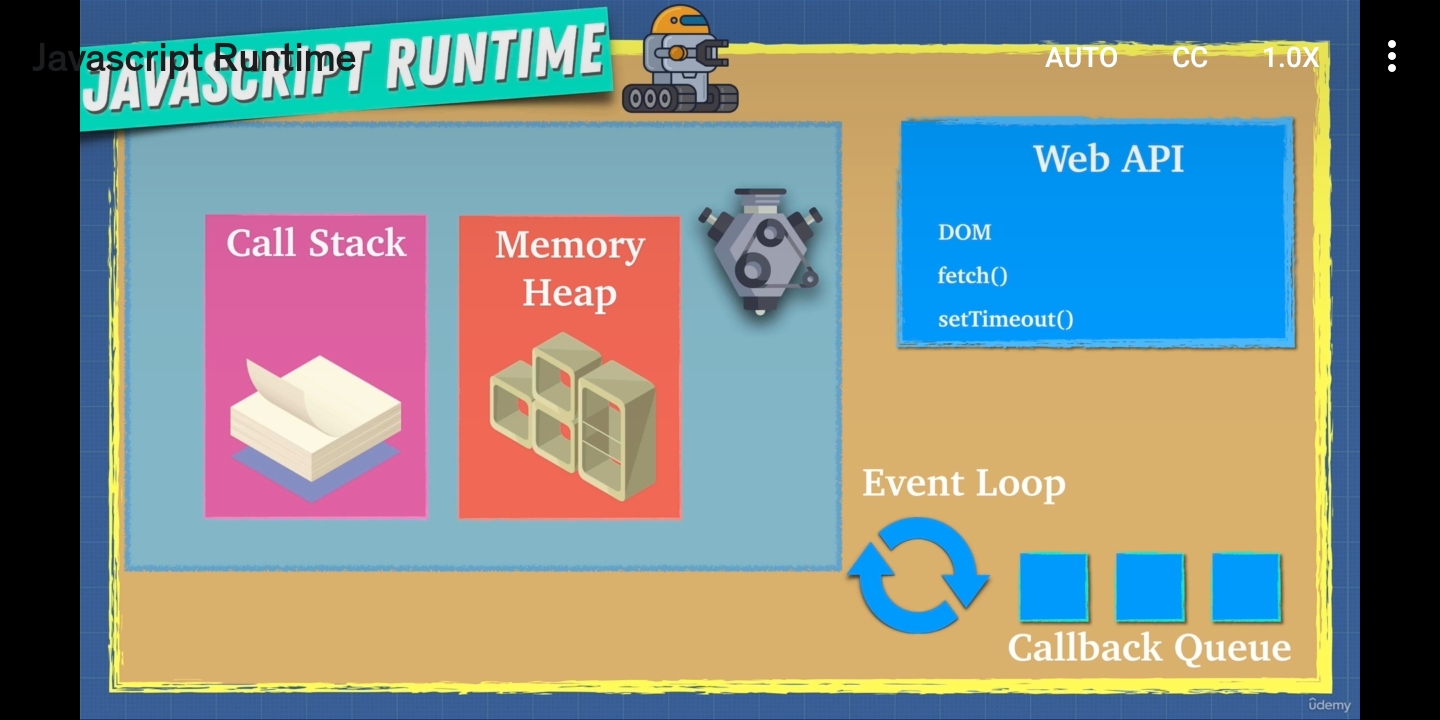 Javascript Runtime
AUTO CC 1.0X
JAVASCRIPT RUNTIME
Call Stack
Memory
Heap
Web API
DOM
fetch()
setTimeout()
Event Loop
Callback Queue
ûdemy